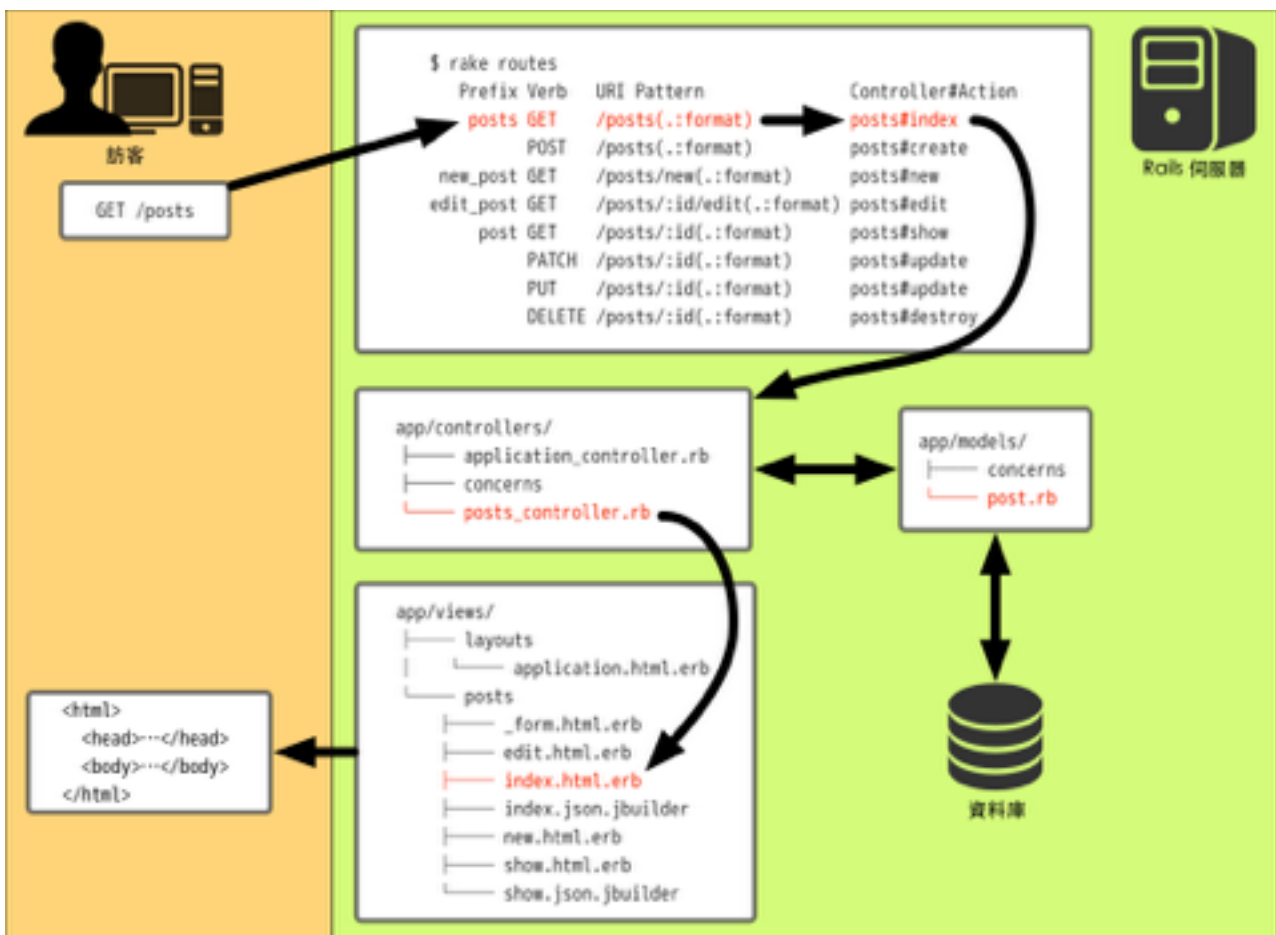 訪客
GET /posts
$ rake routes
Prefix Verb URI Pattern Controller#Action
posts GET /posts(.:format) posts#index
POST /posts(.:format) posts#create
new_post GET /posts/new(.:format) posts#new
edit_post GET /posts/:id/edit(.:format) posts#edit
post GET /posts/:id(.:format) posts#show
PATCH /posts/:id(.:format) posts#update
PUT /posts/:id(.:format) posts#update
DELETE /posts/:id(.:format) posts#destroy
Rails 伺服器
app/controllers/
├── application_controller.rb
├── concerns
└── posts_controller.rb
app/models/
├── concerns
└── post.rb
資料庫
app/views/
├── layouts
│   └── application.html.erb
└── posts
├── _form.html.erb
├── edit.html.erb
├── index.html.erb
├── index.json.jbuilder
├── new.html.erb
├── show.html.erb
└── show.json.jbuilder
<html>
<head>⋯</head>
<body>⋯</body>
</html>